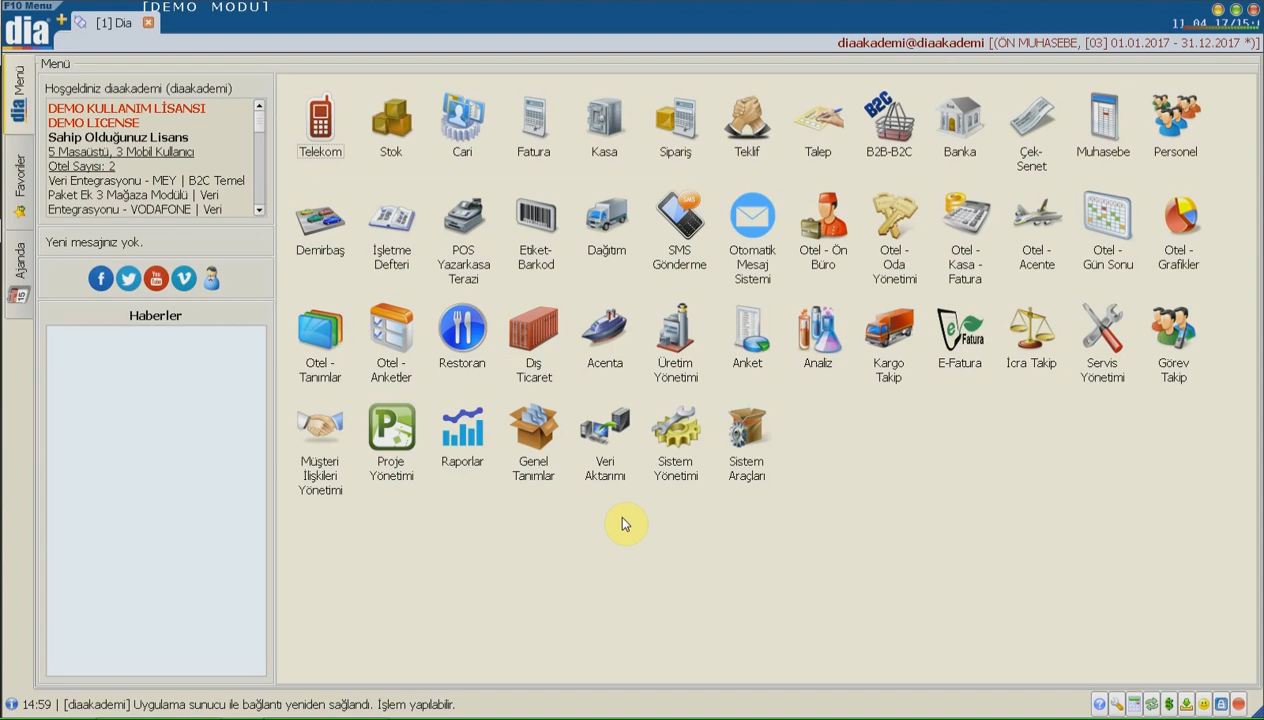 F10 Menu
[DEMO MODU]
dia
[1] Dia
diaakademi@diaakademi [(ÖN MUHASEBE, [03] 01.01.2017 - 31.12.2017 *)]
Menü
dia Menü
Favoriler
Ajanda
15
Hoşgeldiniz diaakademi (diaakademi)
DEMO KULLANIM LİSANSI
DEMO LICENSE
Sahip Olduğunuz Lisans
5 Masaüstü, 3 Mobil Kullanıcı
Otel Sayısı: 2
Veri Entegrasyonu - MEY | B2C Temel
Paket Ek 3 Mağaza Modülü | Veri
Entegrasyonu - VODAFONE | Veri
Yeni mesajınız yok.
Haberler
Telekom
Stok
Cari
Fatura
Kasa
Sipariş
Teklif
Talep
B2C
B2B-B2C
Banka
Çek-
Senet
Muhasebe
Personel
Demirbaş
İşletme
Defteri
POS
Yazarkasa
Terazi
Etiket-
Barkod
Dağıtım
SMS
SMS
Gönderme
Otomatik
Mesaj
Sistemi
Otel - Ön
Büro
Otel -
Oda
Yönetimi
Otel -
Kasa -
Fatura
Otel -
Acente
Otel -
Gün Sonu
Otel -
Grafikler
Otel -
Tanımlar
Otel -
Anketler
Restoran
Dış
Ticaret
Acenta
Üretim
Yönetimi
Anket
Analiz
Kargo
Takip
Fatura
E-Fatura
İcra Takip
Servis
Yönetimi
Görev
Takip
Müşteri
İlişkileri
Yönetimi
P
Proje
Yönetimi
Raporlar
Genel
Tanımlar
Veri
Aktarımı
Sistem
Yönetimi
Sistem
Araçları
14:59 | [diaakademi] Uygulama sunucu ile bağlantı yeniden sağlandı. İşlem yapılabilir.